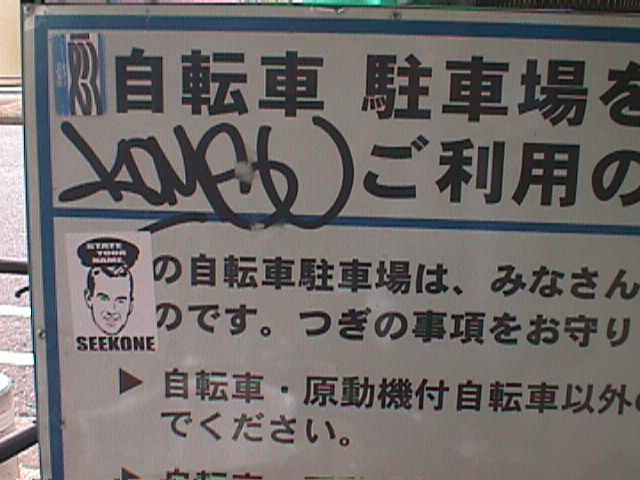 自転車 駐車場を
ご利用の
STATE
YOUR
NAME.
SEEKONE
の自転車駐車場は、みなさん
のです。つぎの事項をお守り
▶ 自転車・原動機付自転車以外の
でください。